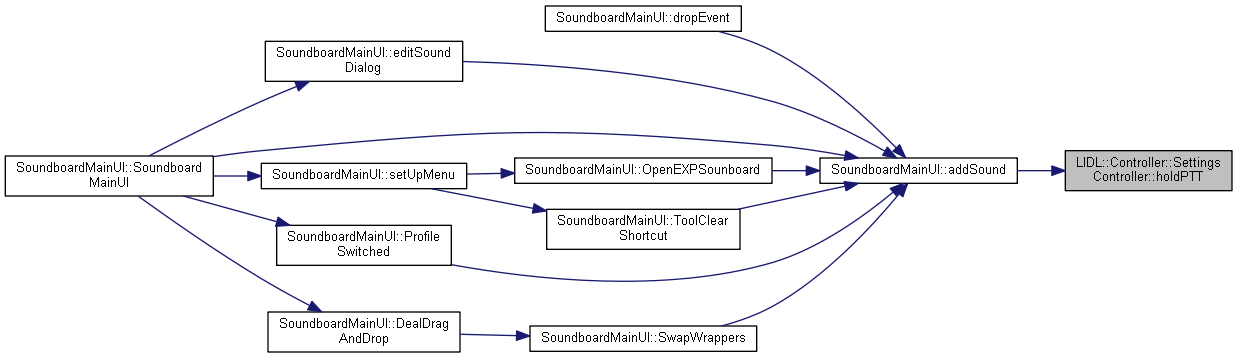 SoundboardMainUI::dropEvent
SoundboardMainUI::editSound
Dialog
SoundboardMainUI::Soundboard
MainUI
SoundboardMainUI::setUpMenu
SoundboardMainUI::OpenEXPSounboard
SoundboardMainUI::addSound
LIDL::Controller::Settings
Controller::holdPTT
SoundboardMainUI::ToolClear
Shortcut
SoundboardMainUI::Profile
Switched
SoundboardMainUI::DealDrag
AndDrop
SoundboardMainUI::SwapWrappers